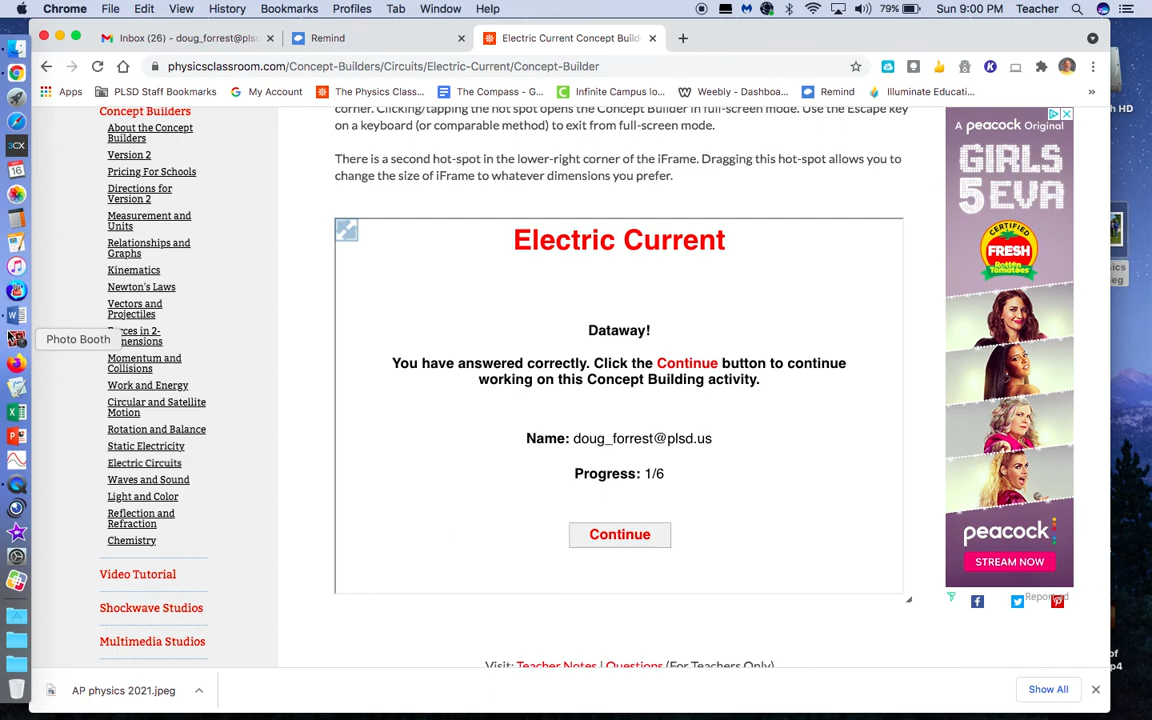 Chrome File Edit View History Bookmarks Profiles Tab Window Help 79% Sun 9:00 PM Teacher
Inbox (26) - doug_forrest@pls
Remind
Electric Current Concept Build
physicsclassroom.com/Concept-Builders/Circuits/Electric-Current/Concept-Builder
Apps PLSD Staff Bookmarks My Account The Physics Class... The Compass - G... Infinite Campus lo... Weebly - Dashboa... Remind Illuminate Educati... »
Concept Builders
About the Concept
Builders
Version 2
Pricing For Schools
Directions for
Version 2
Measurement and
Units
Relationships and
Graphs
Kinematics
Newton's Laws
Vectors and
Projectiles
Forces in 2-
Photo Booth
Momentum and
Collisions
Work and Energy
Circular and Satellite
Motion
Rotation and Balance
Static Electricity
Electric Circuits
Waves and Sound
Light and Color
Reflection and
Refraction
Chemistry
Video Tutorial
Shockwave Studios
Multimedia Studios
corner. Clicking/tapping the hot spot opens the Concept Builder in full-screen mode. Use the Escape key
on a keyboard (or comparable method) to exit from full-screen mode.
There is a second hot-spot in the lower-right corner of the iFrame. Dragging this hot-spot allows you to
change the size of iFrame to whatever dimensions you prefer.
Electric Current
Dataway!
You have answered correctly. Click the Continue button to continue
working on this Concept Building activity.
Name: doug_forrest@plsd.us
Progress: 1/6
Continue
Visit: Teacher Notes | Questions (For Teachers Only)
A peacock Original
GIRLS
5EVA
CERTIFIED
FRESH
Rotten
Tomatoes
peacock
STREAM NOW
AP physics 2021.jpeg
Show All
3CX
16